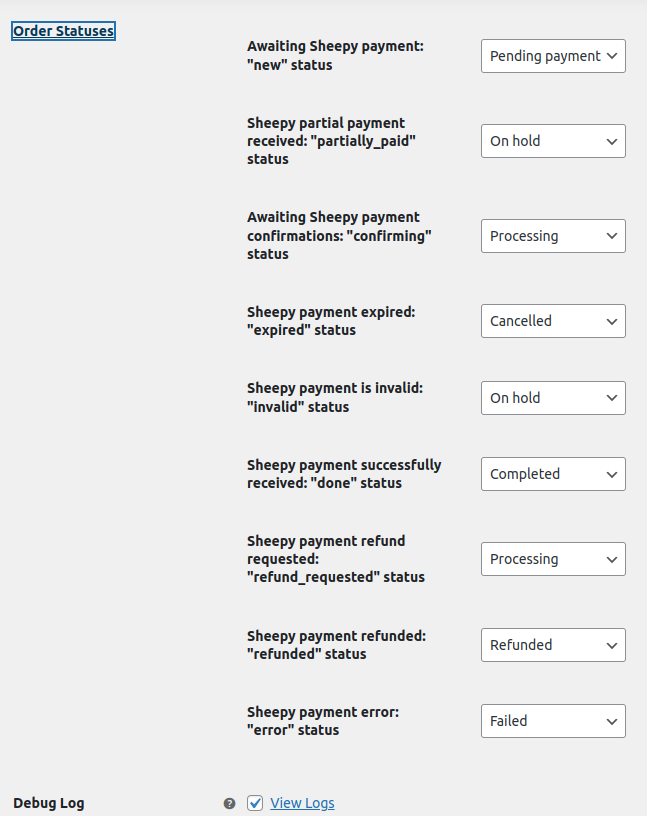 Order Statuses
Awaiting Sheepy payment:
"new" status
Pending payment
Sheepy partial payment
received: "partially_paid"
status
On hold
Awaiting Sheepy payment
confirmations: "confirming"
status
Processing
Sheepy payment expired:
"expired" status
Cancelled
Sheepy payment is invalid:
"invalid" status
On hold
Sheepy payment successfully
received: "done" status
Completed
Sheepy payment refund
requested:
"refund_requested" status
Processing
Sheepy payment refunded:
"refunded" status
Refunded
Sheepy payment error:
"error" status
Failed
Debug Log
?
View Logs